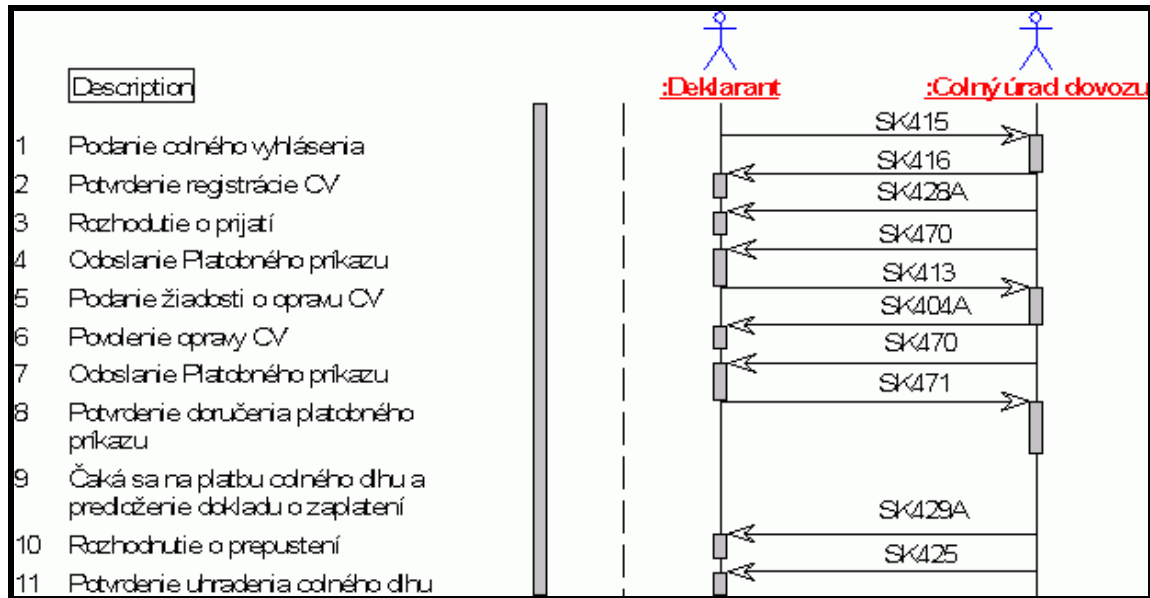 Description
:Deklarant
:Colný úrad dovozu
SK415
1 Podanie colného vyhlásenia
SK416
2 Potvrdenie registrácie CV
SK428A
3 Rozhodutie o prijatí
SK470
4 Odoslanie Platobného príkazu
SK413
5 Podanie žiadosti o opravu CV
SK404A
6 Povolenie opravy CV
SK470
7 Odoslanie Platobného príkazu
SK471
8 Potvrdenie doručenia platobného
príkazu
9 Čaká sa na platbu colného dlhu a
predloženie dokladu o zaplatení
SK429A
10 Rozhodnutie o prepustení
SK425
11 Potvrdenie uhradenia colného dlhu